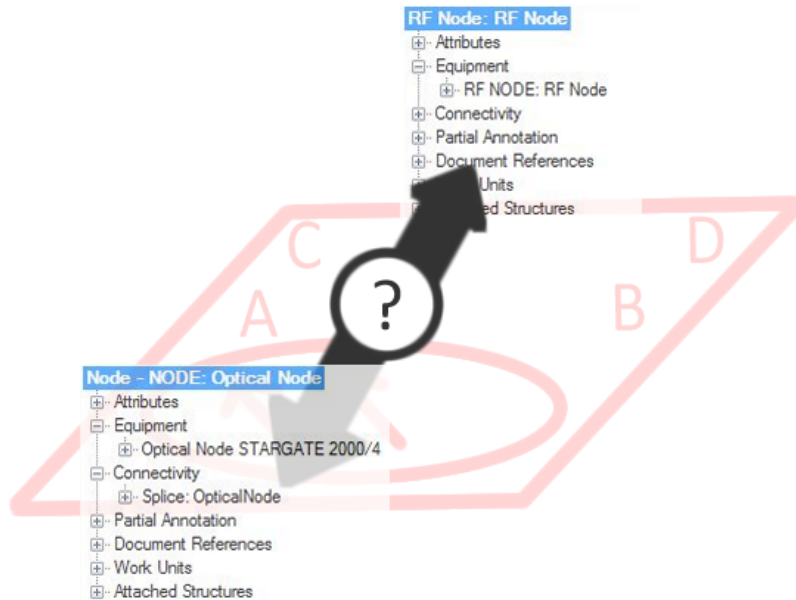 RF Node: RF Node
Attributes
Equipment
RF NODE: RF Node
Connectivity
Partial Annotation
Document References
Units
ed Structures
C
D
A
?
B
Node - NODE: Optical Node
Attributes
Equipment
Optical Node STARGATE 2000/4
Connectivity
Splice: OpticalNode
Partial Annotation
Document References
Work Units
Attached Structures